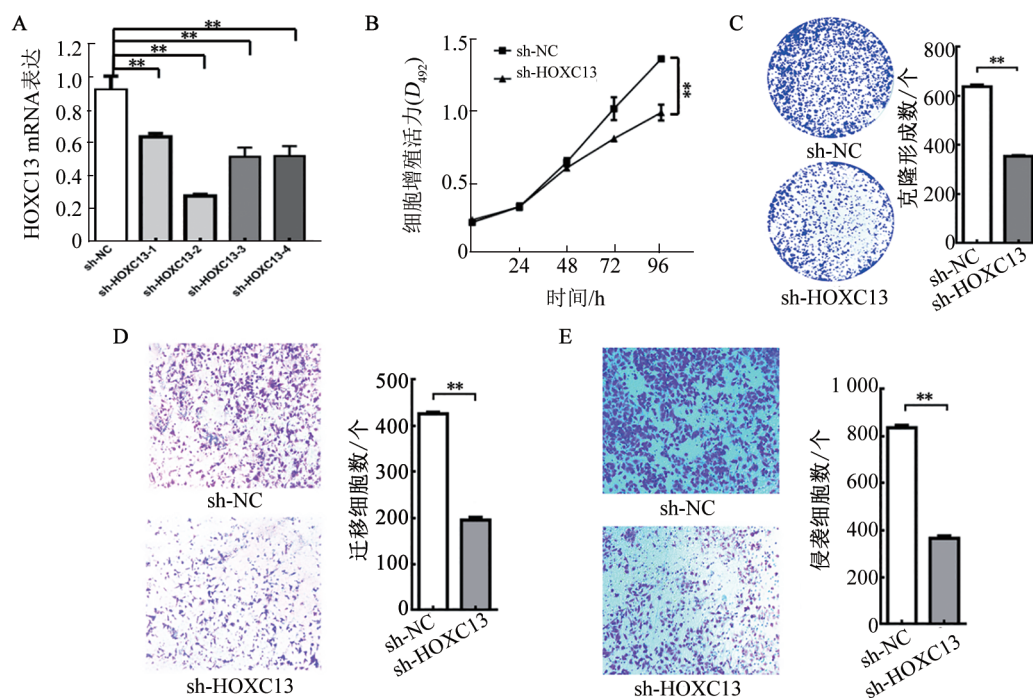 A
HOXC13 mRNA表达
1.2
1.0
0.8
0.6
0.4
0.2
0
**
**
**
**
sh-NC
sh-HOXC13-1
sh-HOXC13-2
sh-HOXC13-3
sh-HOXC13-4
B
细胞增殖活力(D492)
1.5
1.0
0.5
0
sh-NC
sh-HOXC13
**
24
48
72
96
时间/h
C
sh-NC
sh-HOXC13
克隆形成数/个
800
600
400
200
0
**
sh-NC
sh-HOXC13
D
sh-NC
sh-HOXC13
迁移细胞数/个
500
400
300
200
100
0
**
sh-NC
sh-HOXC13
E
sh-NC
sh-HOXC13
侵袭细胞数/个
1 000
800
600
400
200
0
**
sh-NC
sh-HOXC13